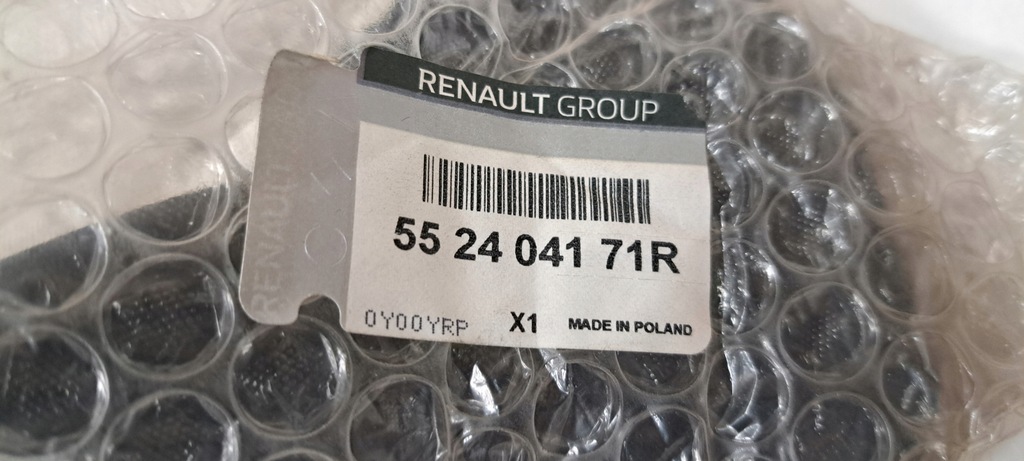 RENAULT GROUP
55 24 041 71R
0Y00YRP X1 MADE IN POLAND
RENAULT